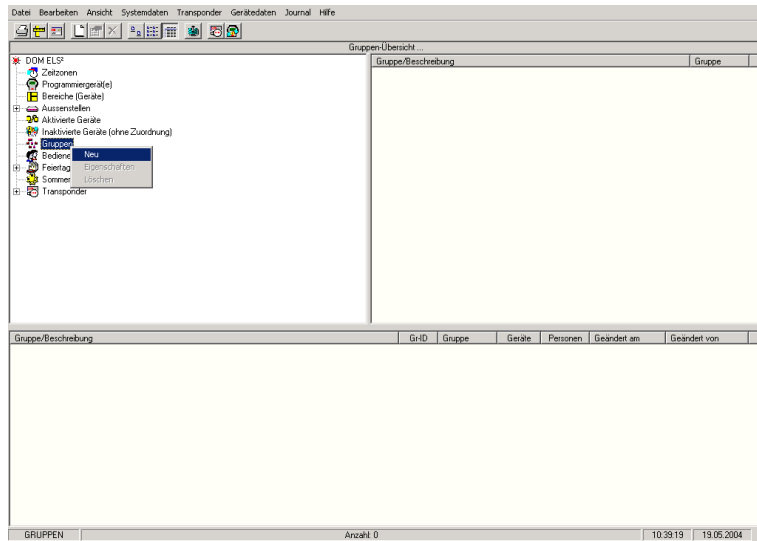 Datei Bearbeiten Ansicht Systemdaten Transponder Gerätedaten Journal Hilfe
Gruppen-Übersicht ...
DOM ELS²
Zeitzonen
Programmiergerät(e)
Bereiche (Geräte)
Aussenstellen
Aktivierte Geräte
Inaktivierte Geräte (ohne Zuordnung)
Gruppen
Bediene
Feiertag
Sommer
Transponder
Neu
Eigenschaften
Löschen
Gruppe/Beschreibung Gruppe
Gruppe/Beschreibung Gr-ID Gruppe Geräte Personen Geändert am Geändert von
GRUPPEN Anzahl: 0 10:39:19 19.05.2004